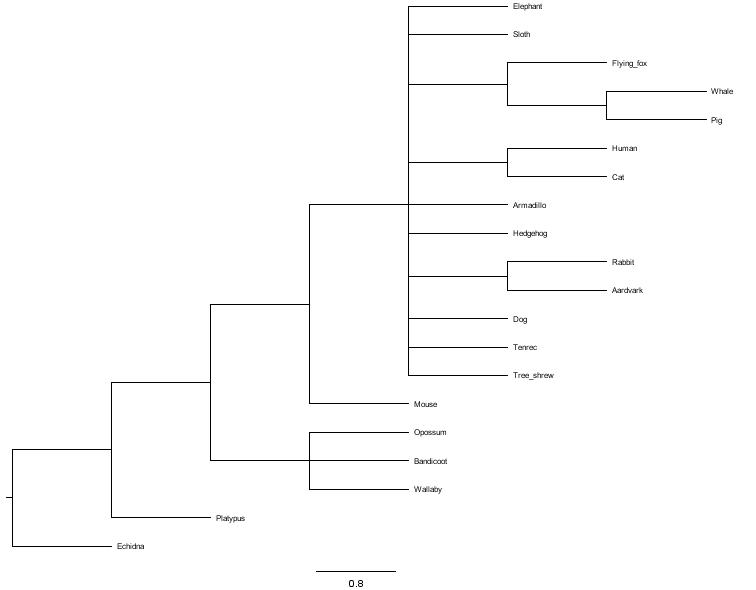 Elephant
Sloth
Flying_fox
Whale
Pig
Human
Cat
Armadillo
Hedgehog
Rabbit
Aardvark
Dog
Tenrec
Tree_shrew
Mouse
Opossum
Bandicoot
Wallaby
Platypus
Echidna
0.8